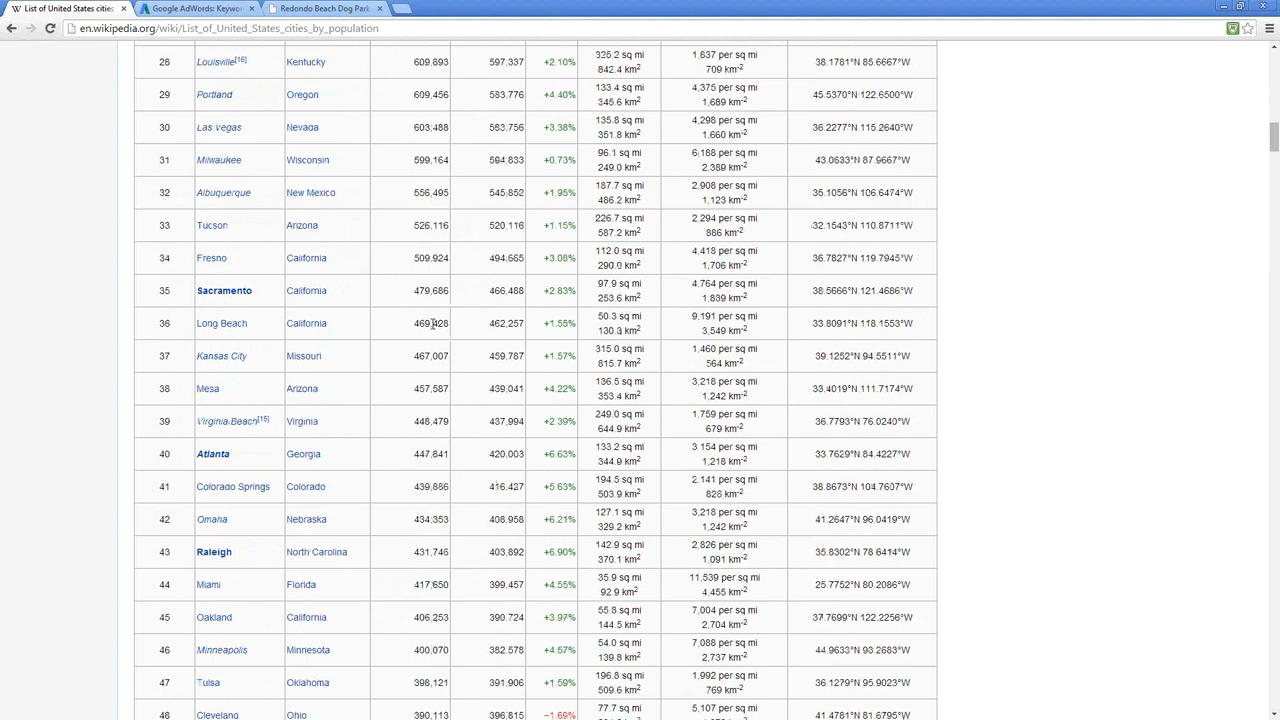 List of United States cities
Google AdWords: Keywor
Redondo Beach Dog Park
en.wikipedia.org/wiki/List_of_United_States_cities_by_population
28 Louisville[16] Kentucky 609,893 597,337 +2.10% 325.2 sq mi 1,837 per sq mi 38.1781°N 85.6667°W
842.4 km2 709 km-2
29 Portland Oregon 609,456 583,776 +4.40% 133.4 sq mi 4,375 per sq mi 45.5370°N 122.6500°W
345.6 km2 1,689 km-2
30 Las Vegas Nevada 603,488 583,756 +3.38% 135.8 sq mi 4,298 per sq mi 36.2277°N 115.2640°W
351.8 km2 1,660 km-2
31 Milwaukee Wisconsin 599,164 594,833 +0.73% 96.1 sq mi 6,188 per sq mi 43.0633°N 87.9667°W
249.0 km2 2,389 km-2
32 Albuquerque New Mexico 556,495 545,852 +1.95% 187.7 sq mi 2,908 per sq mi 35.1056°N 106.6474°W
486.2 km2 1,123 km-2
33 Tucson Arizona 526,116 520,116 +1.15% 226.7 sq mi 2,294 per sq mi 32.1543°N 110.8711°W
587.2 km2 886 km-2
34 Fresno California 509,924 494,665 +3.08% 112.0 sq mi 4,418 per sq mi 36.7827°N 119.7945°W
290.0 km2 1,706 km-2
35 Sacramento California 479,686 466,488 +2.83% 97.9 sq mi 4,764 per sq mi 38.5666°N 121.4686°W
253.6 km2 1,839 km-2
36 Long Beach California 469,428 462,257 +1.55% 50.3 sq mi 9,191 per sq mi 33.8091°N 118.1553°W
130.3 km2 3,549 km-2
37 Kansas City Missouri 467,007 459,787 +1.57% 315.0 sq mi 1,460 per sq mi 39.1252°N 94.5511°W
815.7 km2 564 km-2
38 Mesa Arizona 457,587 439,041 +4.22% 136.5 sq mi 3,218 per sq mi 33.4019°N 111.7174°W
353.4 km2 1,242 km-2
39 Virginia Beach[15] Virginia 448,479 437,994 +2.39% 249.0 sq mi 1,759 per sq mi 36.7793°N 76.0240°W
644.9 km2 679 km-2
40 Atlanta Georgia 447,841 420,003 +6.63% 133.2 sq mi 3,154 per sq mi 33.7629°N 84.4227°W
344.9 km2 1,218 km-2
41 Colorado Springs Colorado 439,886 416,427 +5.63% 194.5 sq mi 2,141 per sq mi 38.8673°N 104.7607°W
503.9 km2 826 km-2
42 Omaha Nebraska 434,353 408,958 +6.21% 127.1 sq mi 3,218 per sq mi 41.2647°N 96.0419°W
329.2 km2 1,242 km-2
43 Raleigh North Carolina 431,746 403,892 +6.90% 142.9 sq mi 2,826 per sq mi 35.8302°N 78.6414°W
370.1 km2 1,091 km-2
44 Miami Florida 417,650 399,457 +4.55% 35.9 sq mi 11,539 per sq mi 25.7752°N 80.2086°W
92.9 km2 4,455 km-2
45 Oakland California 406,253 390,724 +3.97% 55.8 sq mi 7,004 per sq mi 37.7699°N 122.2256°W
144.5 km2 2,704 km-2
46 Minneapolis Minnesota 400,070 382,578 +4.57% 54.0 sq mi 7,088 per sq mi 44.9633°N 93.2683°W
139.8 km2 2,737 km-2
47 Tulsa Oklahoma 398,121 391,906 +1.59% 196.8 sq mi 1,992 per sq mi 36.1279°N 95.9023°W
509.6 km2 769 km-2
48 Cleveland Ohio 390,113 396,815 −1.69% 77.7 sq mi 5,107 per sq mi 41.4781°N 81.6795°W